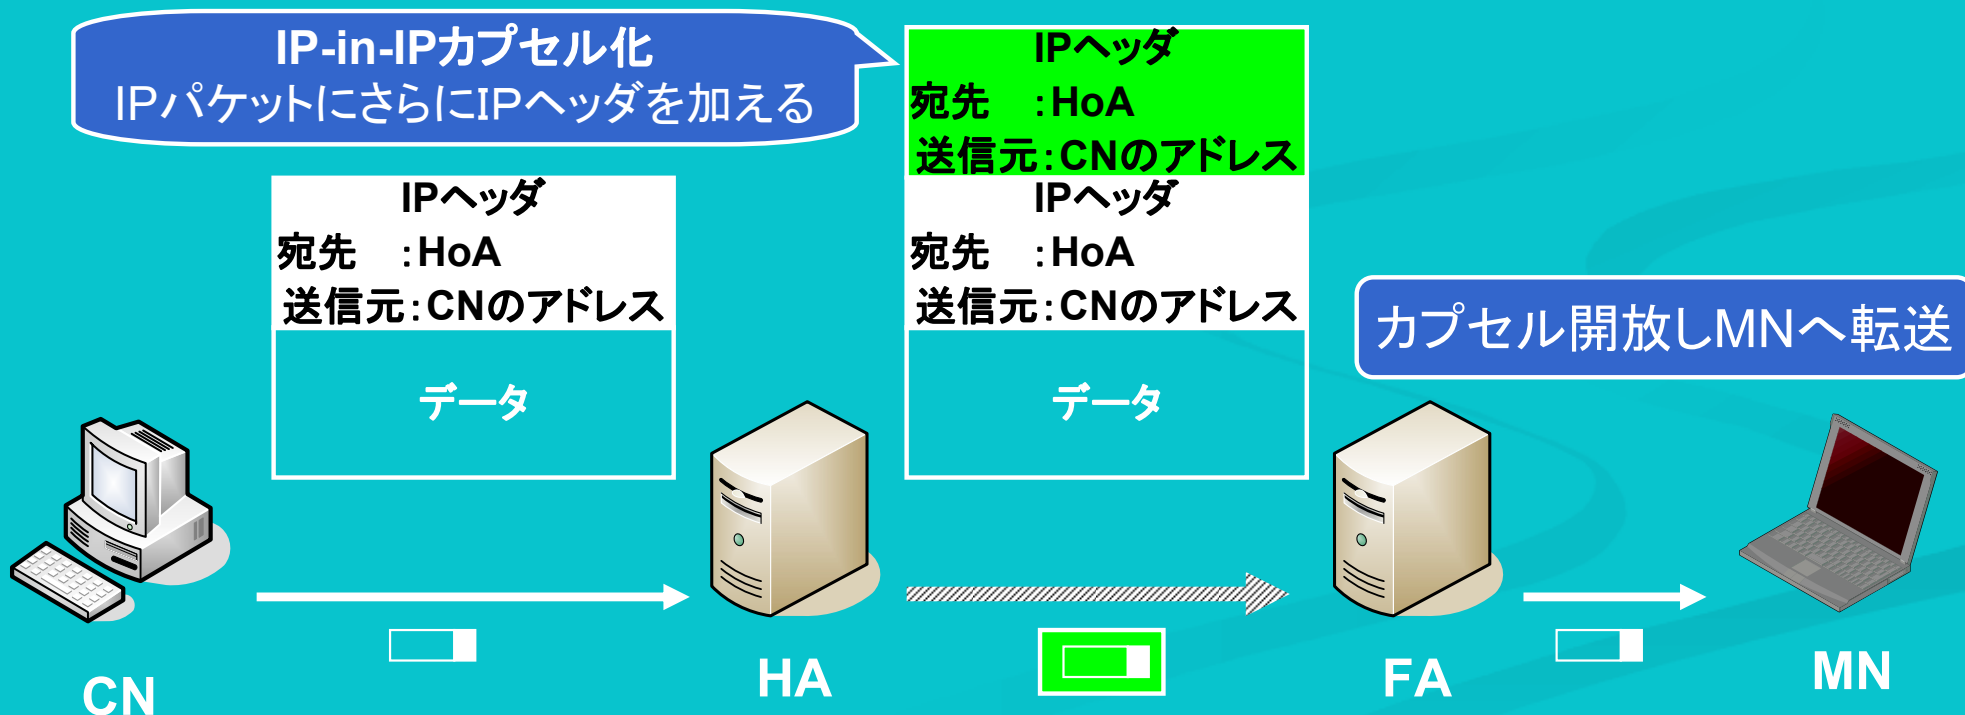 IP-in-IPカプセル化
IPパケットにさらにIPヘッダを加える
IPヘッダ
宛先　:HoA
送信元:CNのアドレス
IPヘッダ
宛先　:HoA
送信元:CNのアドレス
データ
IPヘッダ
宛先　:HoA
送信元:CNのアドレス
データ
カプセル開放しMNへ転送
CN
HA
FA
MN